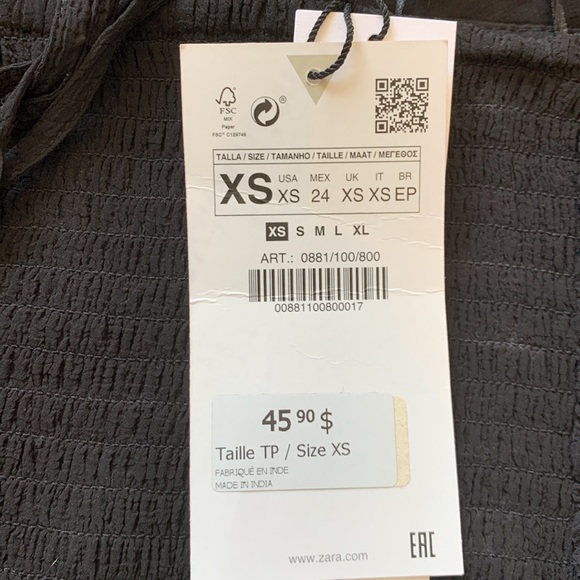 FSC
MIX
Paper
FSC® C129749
®
TALLA / SIZE / TAMANHO / TAILLE / MAAT / ΜΕΓΕΘΟΣ
XS USA XS MEX 24 UK XS IT XS BR EP
XS S M L XL
ART.: 0881/100/800
00881100800017
45 90 $
Taille TP / Size XS
FABRIQUÉ EN INDE
MADE IN INDIA
www.zara.com
EAC